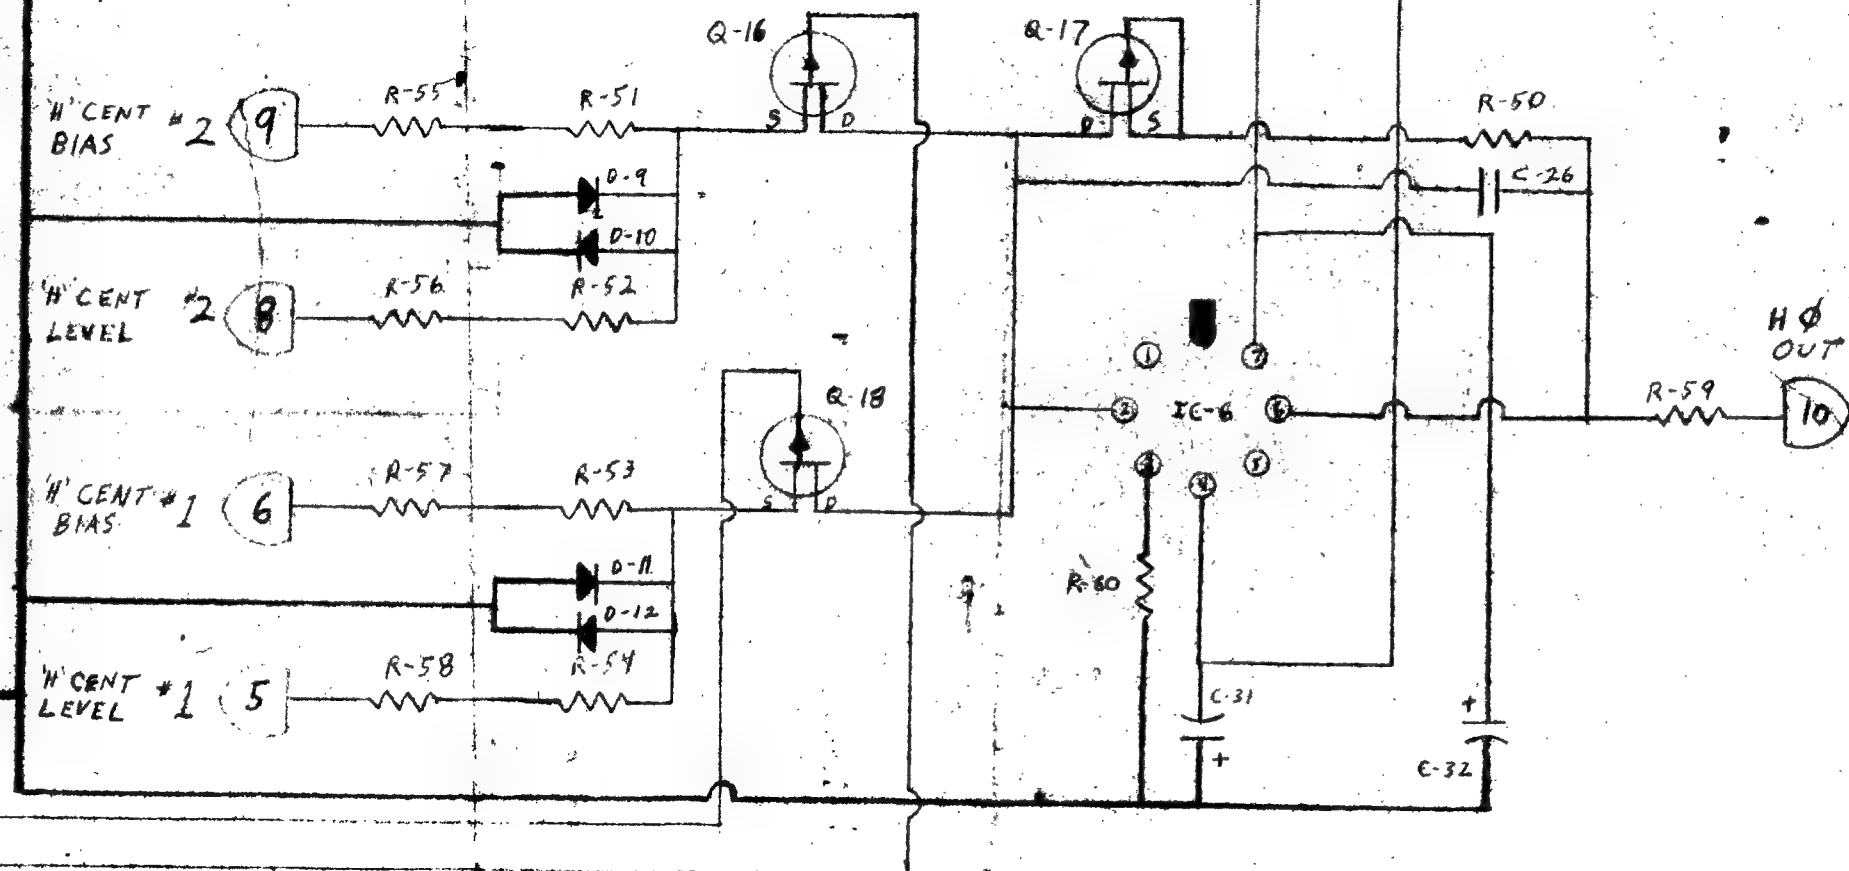 Q-16
Q-17
'H' CENT
BIAS
#2
9
R-55
R-51
S
D
D
S
R-50
C-26
D-9
D-10
'H' CENT
LEVEL
#2
8
R-56
R-52
1
7
2
IC-6
6
3
4
5
H Ø
OUT
R-59
10
Q-18
'H' CENT
BIAS
#1
6
R-57
R-53
S
D
D-11
D-12
R-60
'H' CENT
LEVEL
#1
5
R-58
R-54
C-31
+
+
C-32